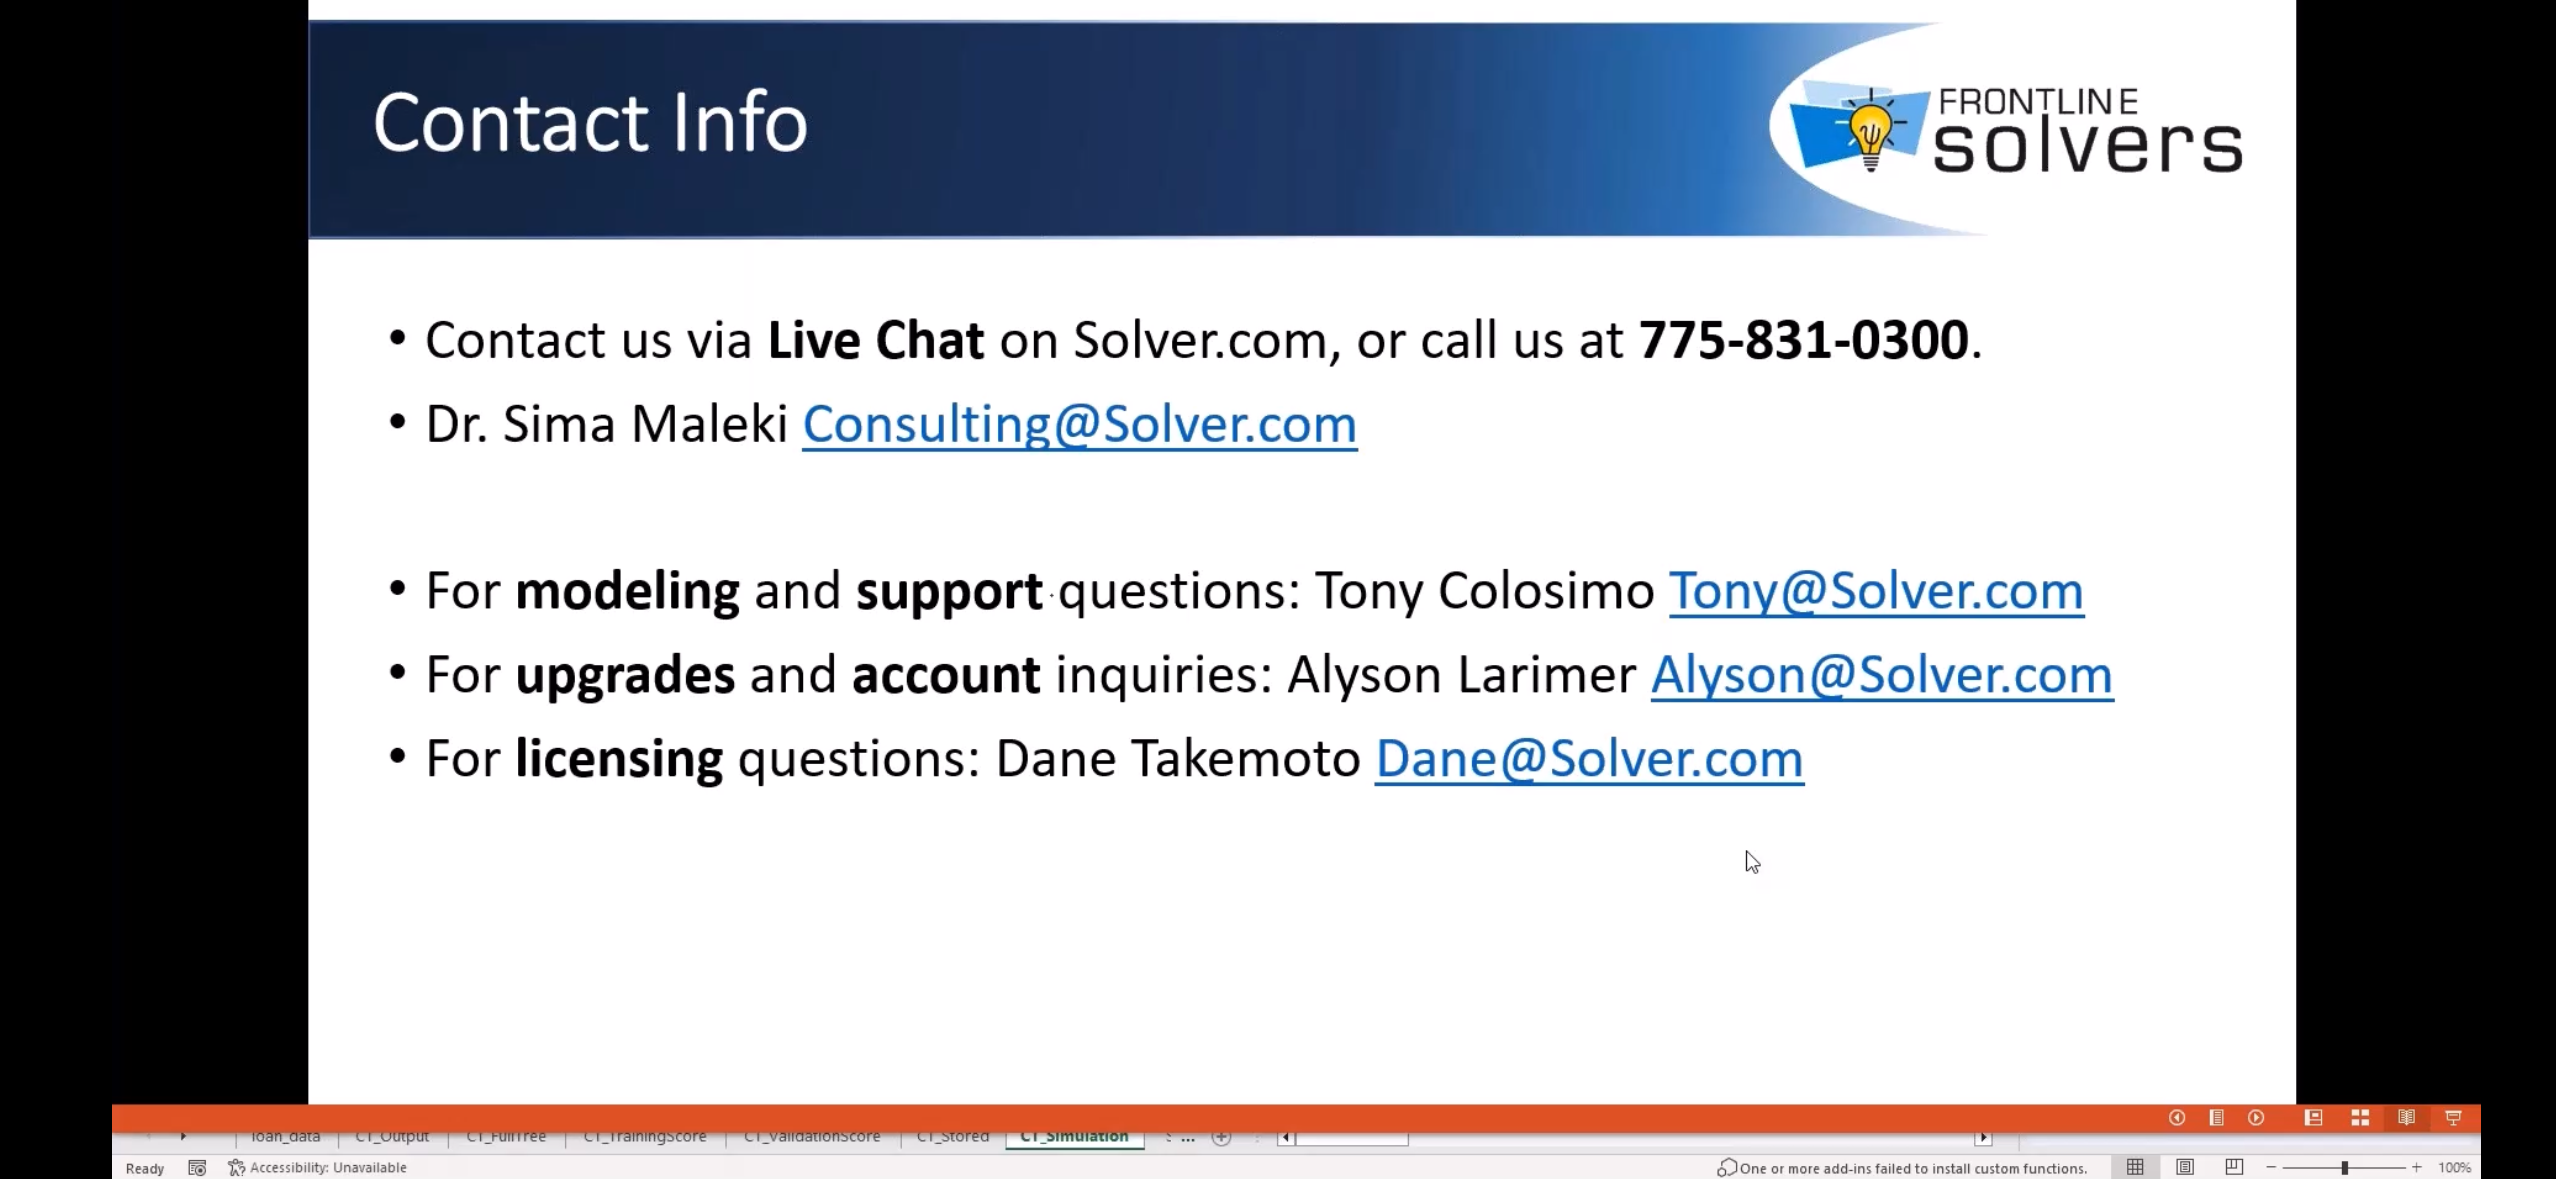 Contact Info
FRONTLINE
solvers
• Contact us via Live Chat on Solver.com, or call us at 775-831-0300.
• Dr. Sima Maleki Consulting@Solver.com
• For modeling and support questions: Tony Colosimo Tony@Solver.com
• For upgrades and account inquiries: Alyson Larimer Alyson@Solver.com
• For licensing questions: Dane Takemoto Dane@Solver.com
loan_data CT_Output CT_FullTree CT_TrainingScore CT_ValidationScore CT_Stored CT_Simulation ...
Ready Accessibility: Unavailable One or more add-ins failed to install custom functions. 100%